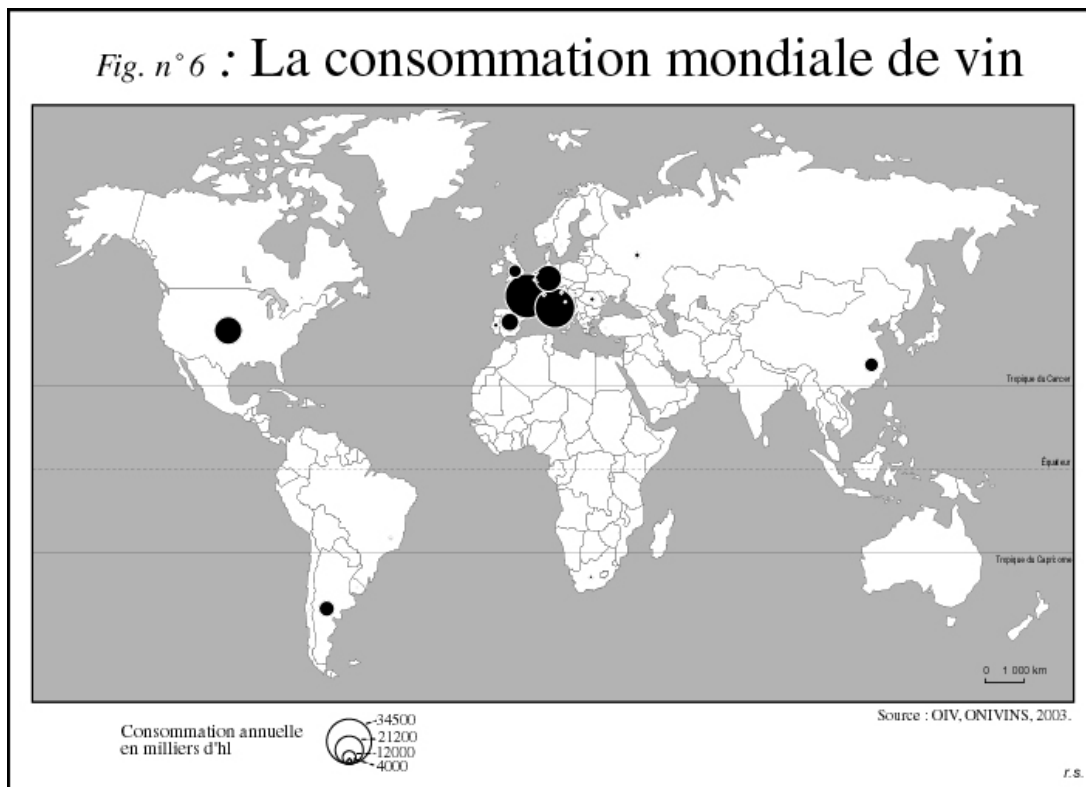 Fig. n° 6 : La consommation mondiale de vin
Tropique du Cancer
Équateur
Tropique du Capricorne
0 1 000 km
Source : OIV, ONIVINS, 2003.
Consommation annuelle
en milliers d'hl
34500
21200
12000
4000
r.s.